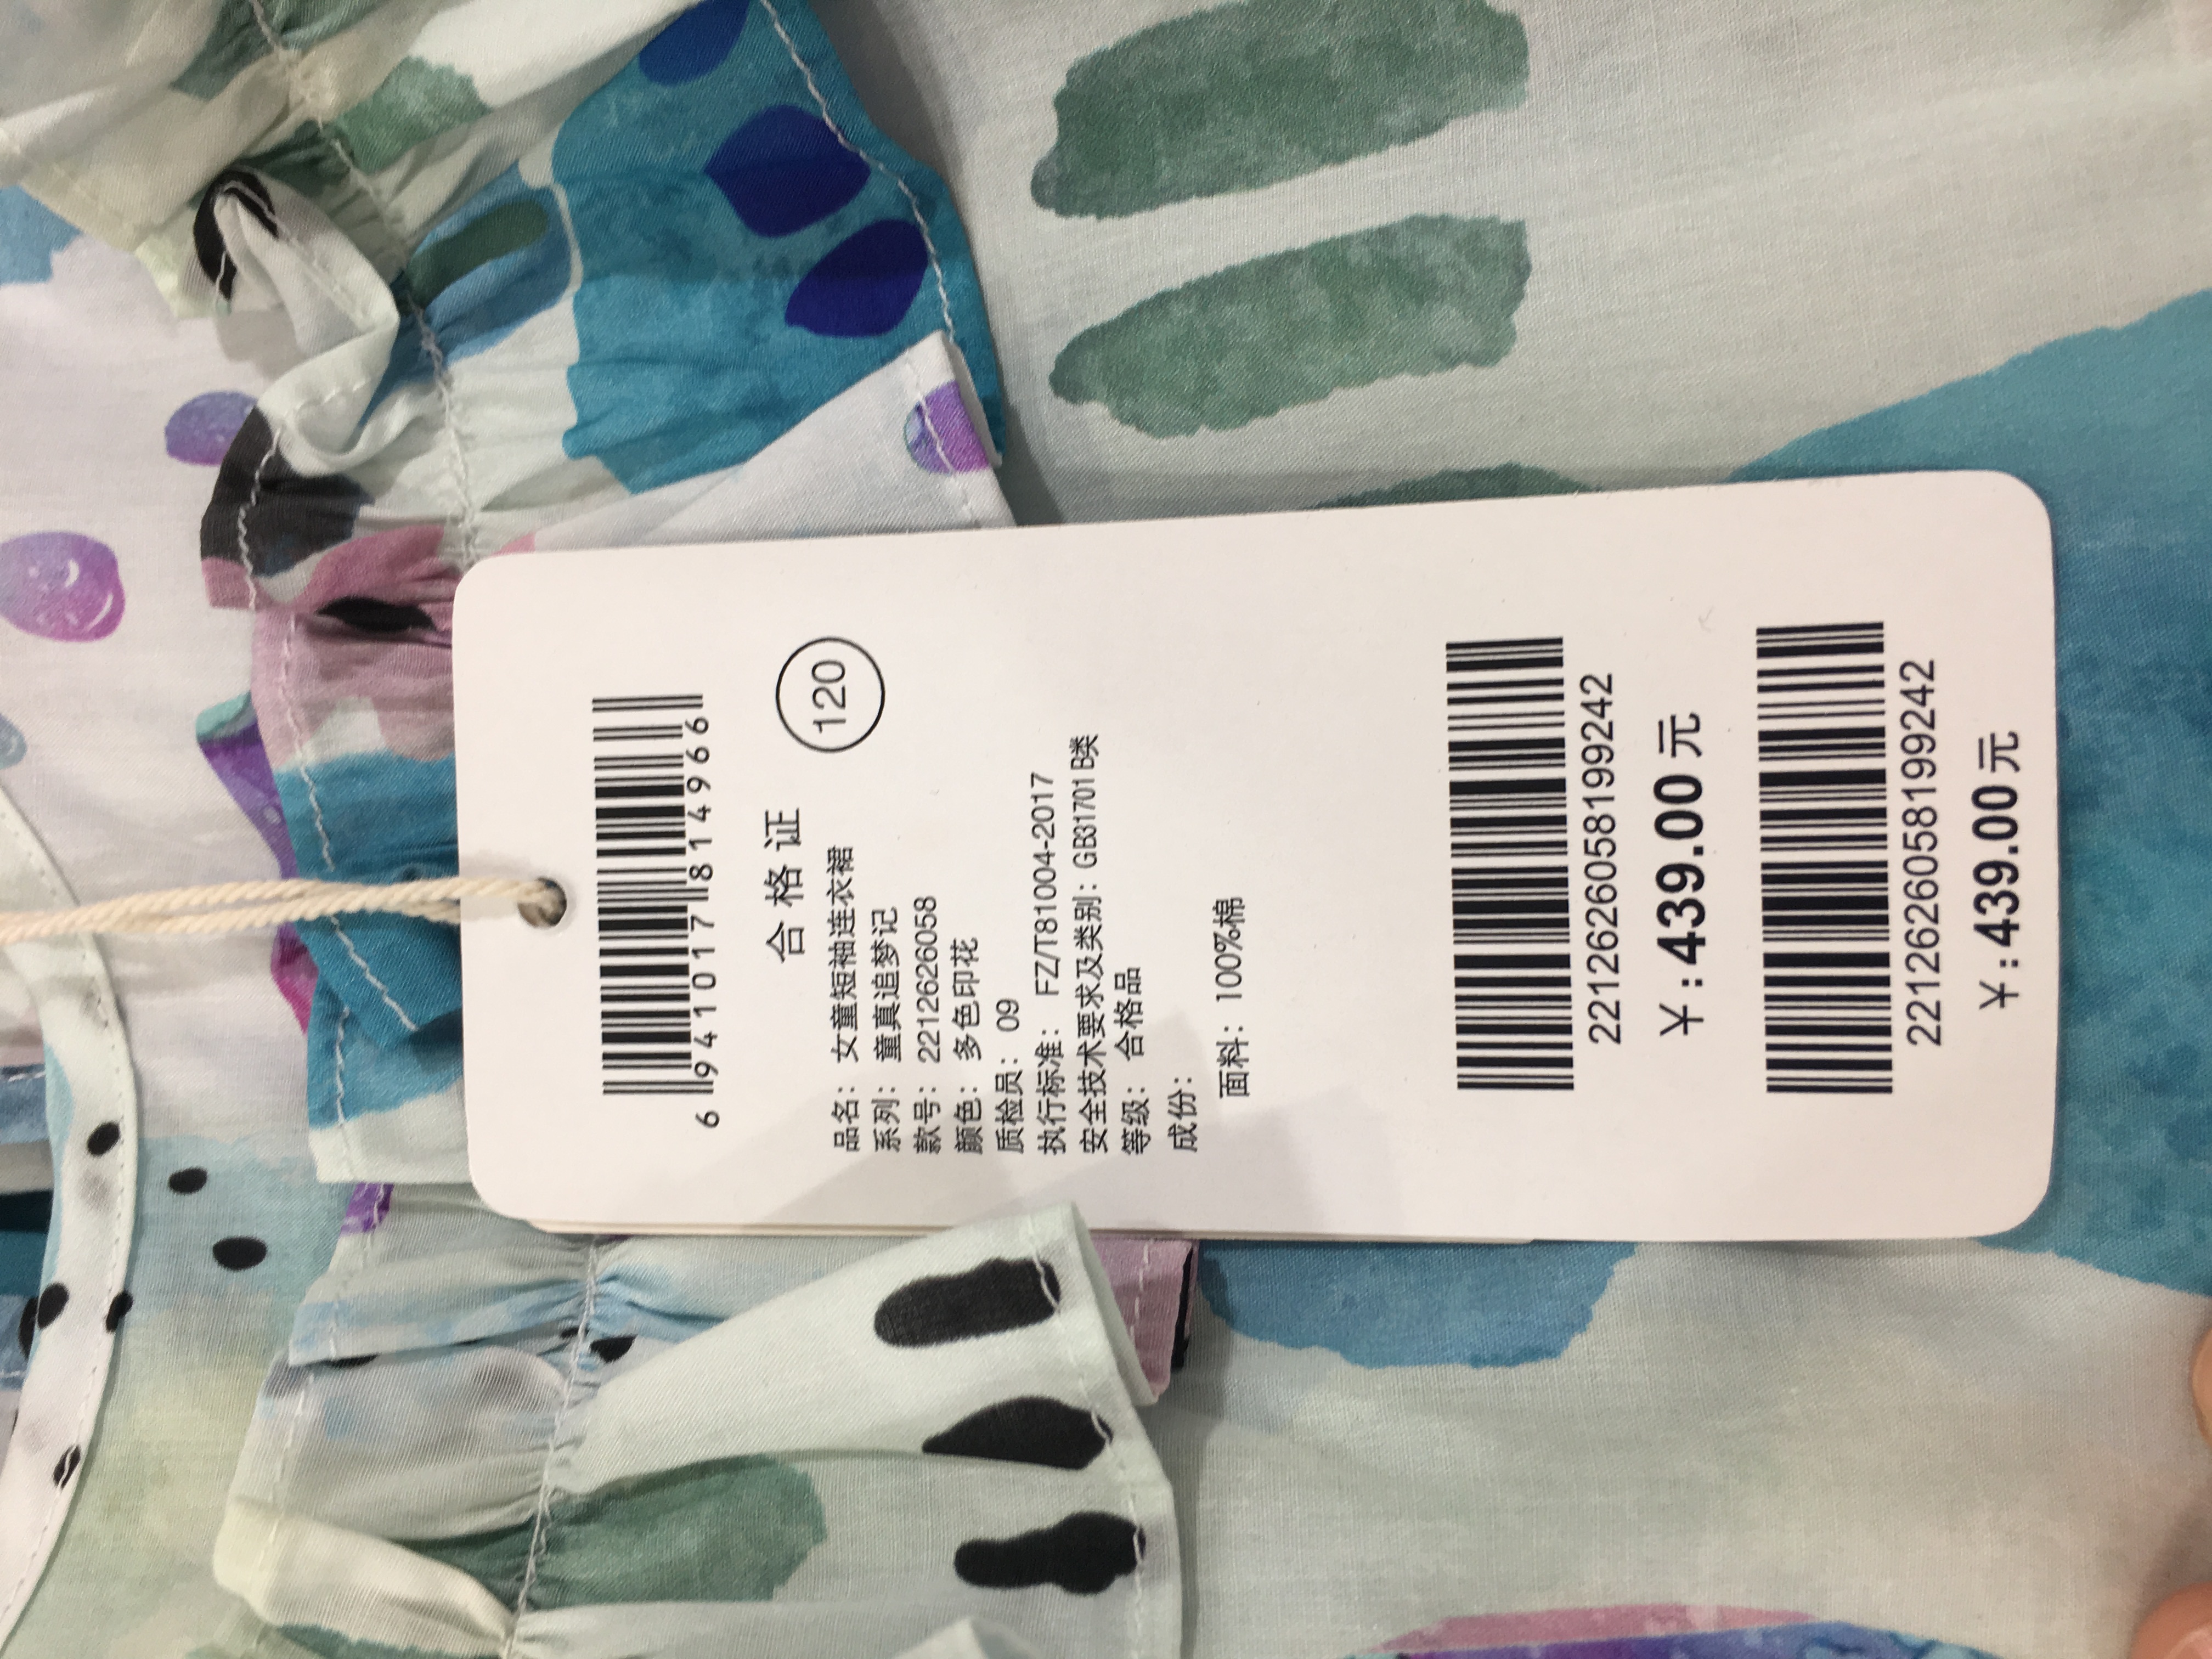 6 941017 814966
合格证
120
品名：女童短袖连衣裙
系列：童真追梦记
款号：2212626058
颜色：多色印花
质检员：09
执行标准： FZ/T81004-2017
安全技术要求及类别：GB31701 B类
等级： 合格品
成份：
面料：100%棉
2212626058199242
￥:439.00元
2212626058199242
￥:439.00元